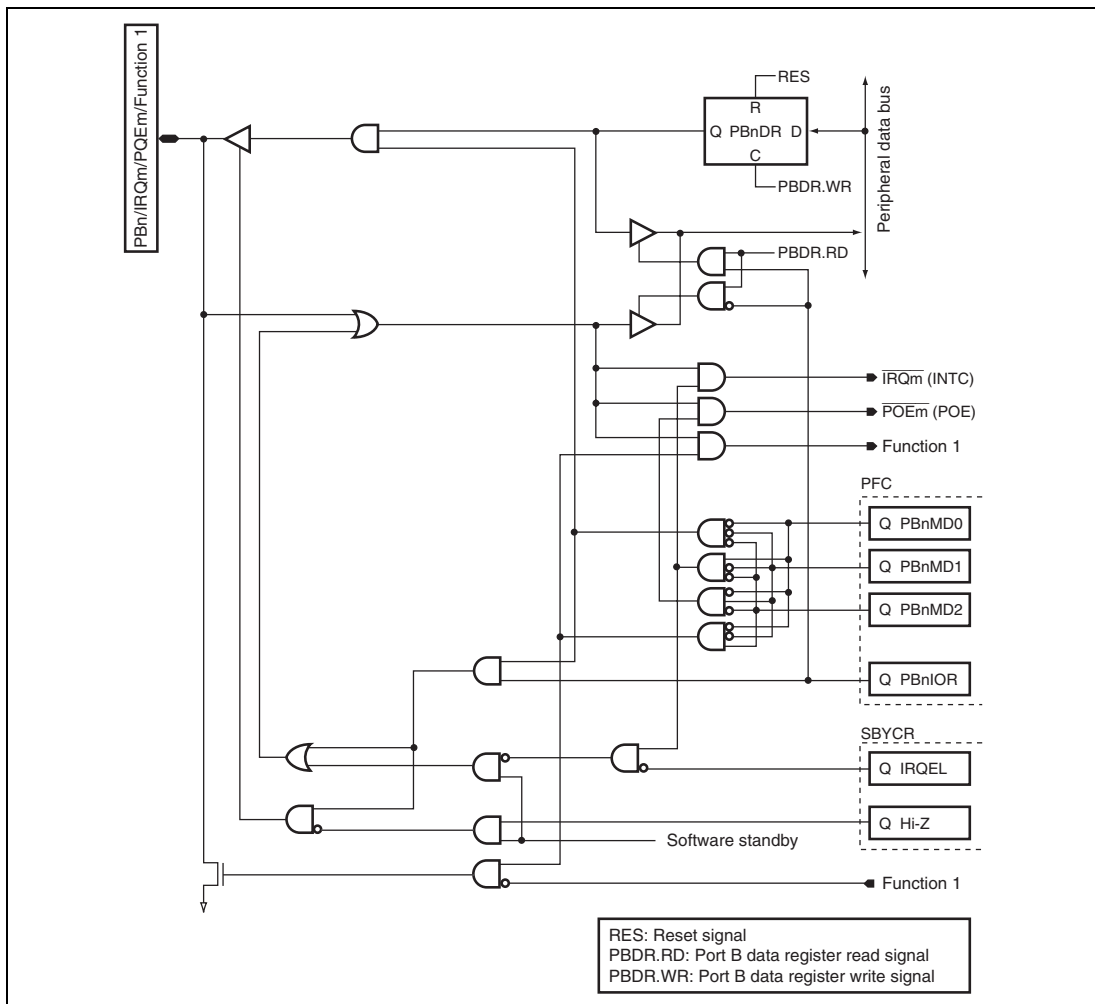 PBn/IRQm/PQEm/Function 1
RES
R
Q PBnDR D
C
PBDR.WR
Peripheral data bus
PBDR.RD
IRQm (INTC)
POEm (POE)
Function 1
PFC
Q PBnMD0
Q PBnMD1
Q PBnMD2
Q PBnIOR
SBYCR
Q IRQEL
Q Hi-Z
Software standby
Function 1
RES: Reset signal
PBDR.RD: Port B data register read signal
PBDR.WR: Port B data register write signal